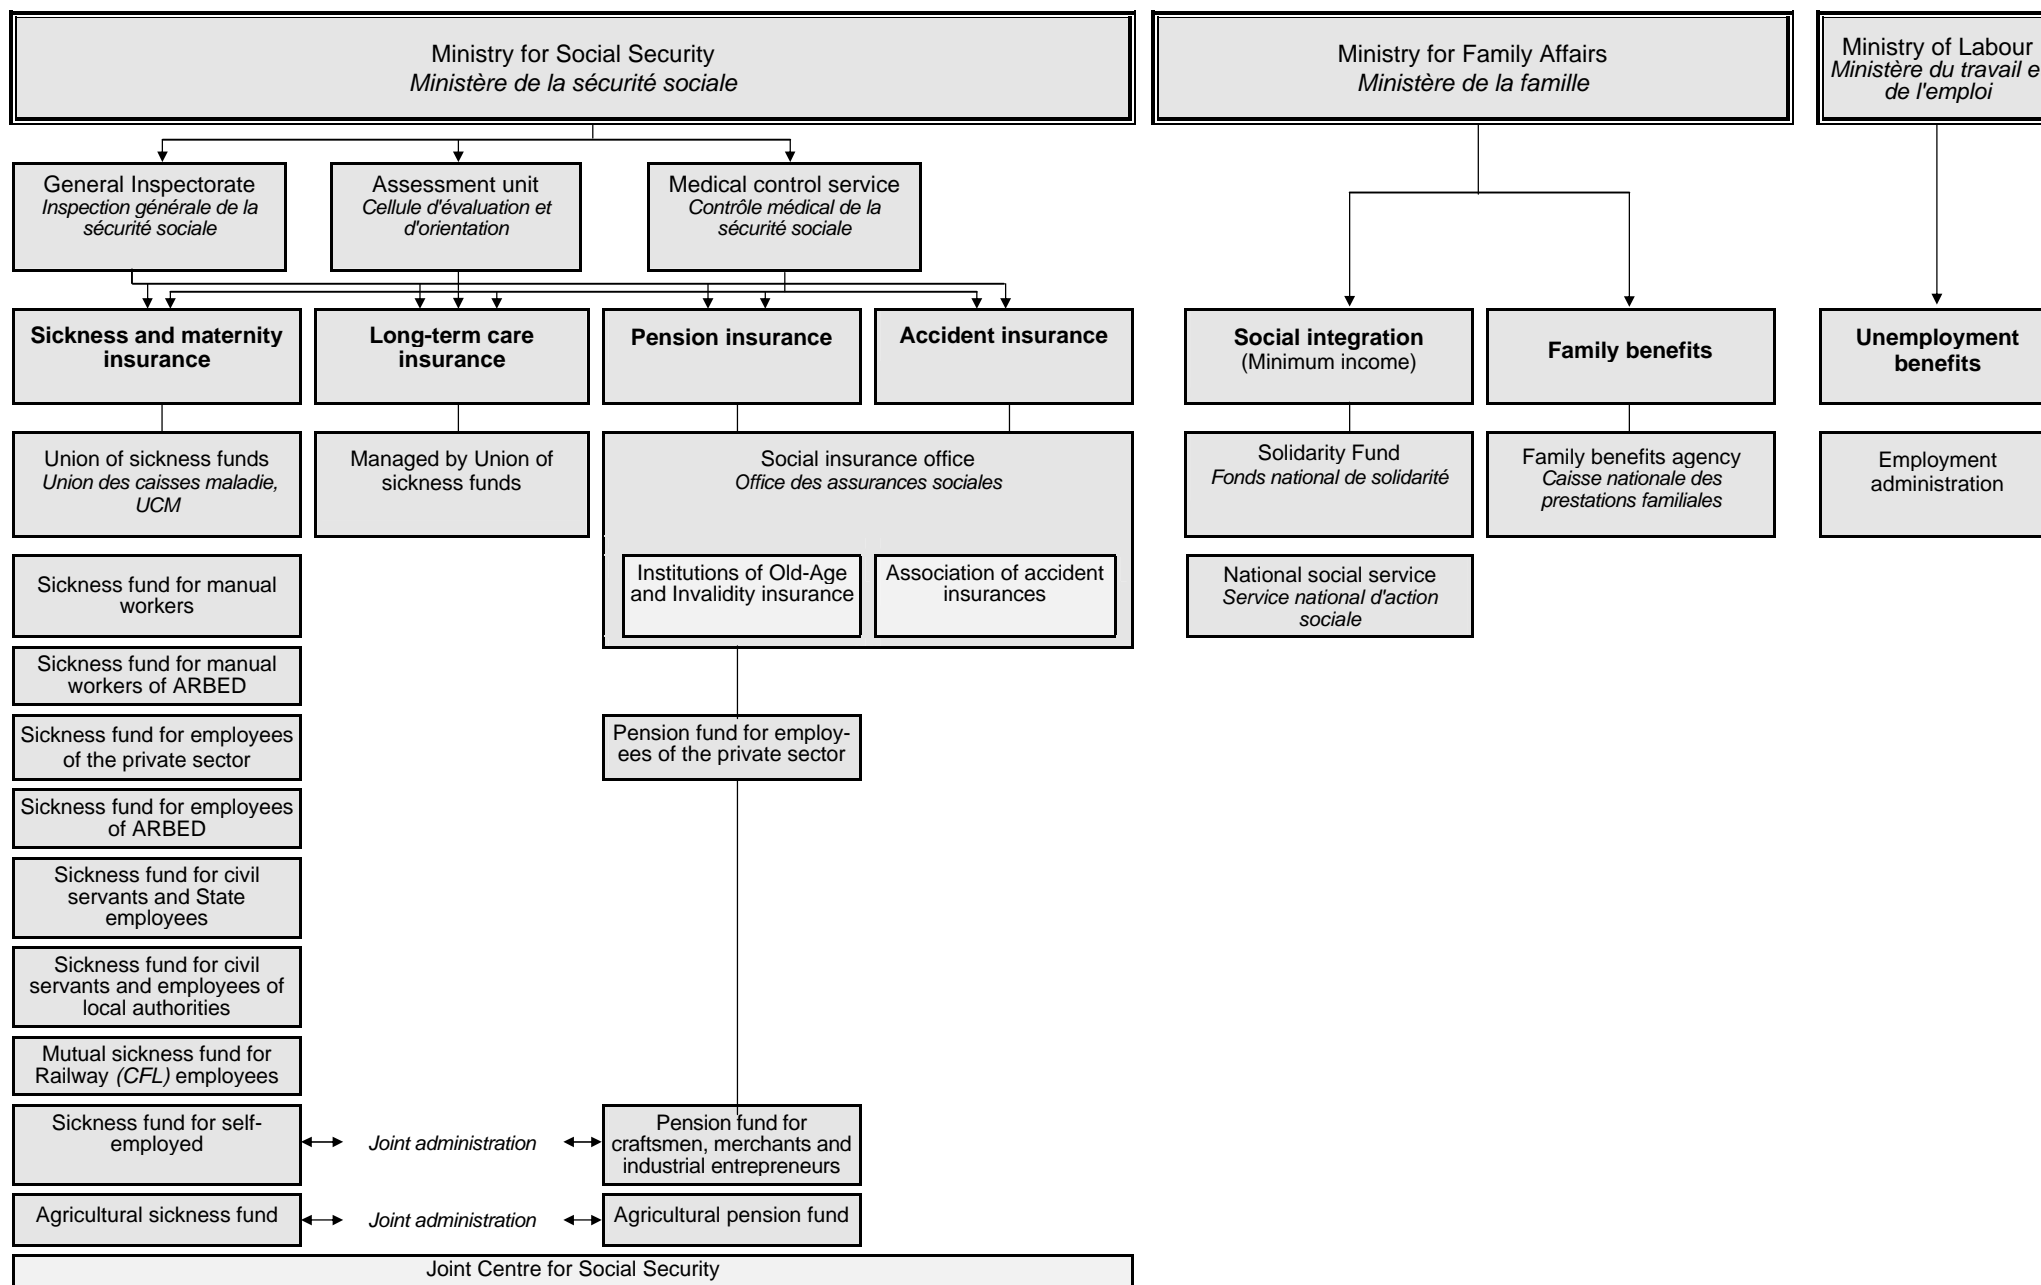 Ministry for Social Security
Ministère de la sécurité sociale
Ministry for Family Affairs
Ministère de la famille
Ministry of Labour
Ministère du travail e
de l'emploi
General Inspectorate
Inspection générale de la
sécurité sociale
Assessment unit
Cellule d'évaluation et
d'orientation
Medical control service
Contrôle médical de la
sécurité sociale
Sickness and maternity
insurance
Long-term care
insurance
Pension insurance
Accident insurance
Social integration
(Minimum income)
Family benefits
Unemployment
benefits
Union of sickness funds
Union des caisses maladie,
UCM
Managed by Union of
sickness funds
Social insurance office
Office des assurances sociales
Solidarity Fund
Fonds national de solidarité
Family benefits agency
Caisse nationale des
prestations familiales
Employment
administration
Sickness fund for manual
workers
Institutions of Old-Age
and Invalidity insurance
Association of accident
insurances
National social service
Service national d'action
sociale
Sickness fund for manual
workers of ARBED
Sickness fund for employees
of the private sector
Pension fund for employ-
ees of the private sector
Sickness fund for employees
of ARBED
Sickness fund for civil
servants and State
employees
Sickness fund for civil
servants and employees of
local authorities
Mutual sickness fund for
Railway (CFL) employees
Sickness fund for self-
employed
Joint administration
Pension fund for
craftsmen, merchants and
industrial entrepreneurs
Agricultural sickness fund
Joint administration
Agricultural pension fund
Joint Centre for Social Security